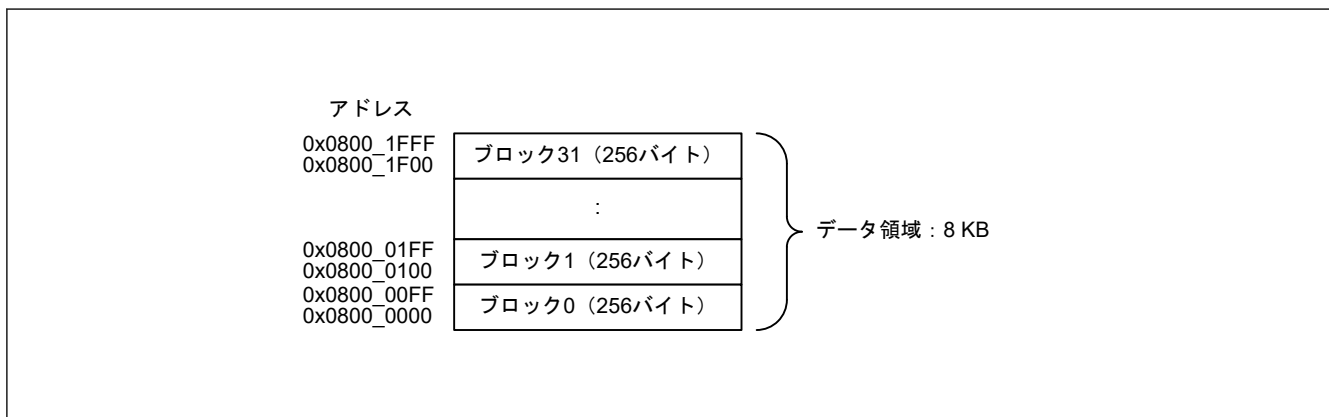 アドレス
0x0800_1FFF
0x0800_1F00
ブロック31（256バイト）
:
データ領域：8 KB
0x0800_01FF
0x0800_0100
ブロック1（256バイト）
0x0800_00FF
0x0800_0000
ブロック0（256バイト）